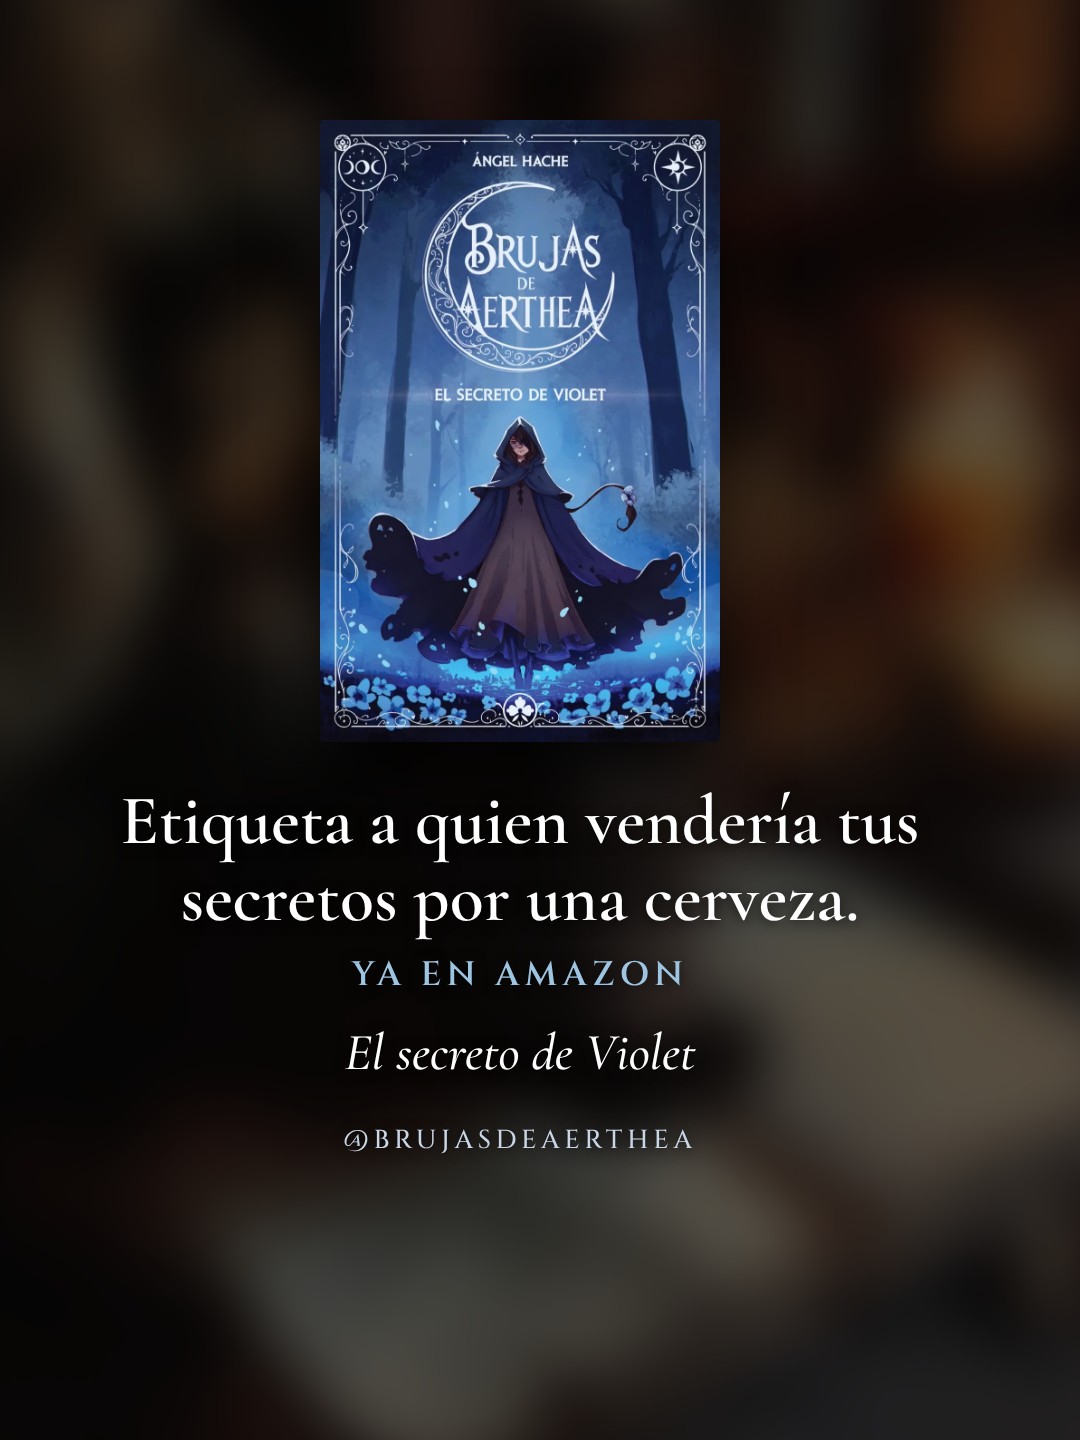 ÁNGEL HACHE
BRUJAS
DE
AERTHEA
EL SECRETO DE VIOLET
Etiqueta a quien vendería tus
secretos por una cerveza.
YA EN AMAZON
El secreto de Violet
@BRUJASDEAERTHEA